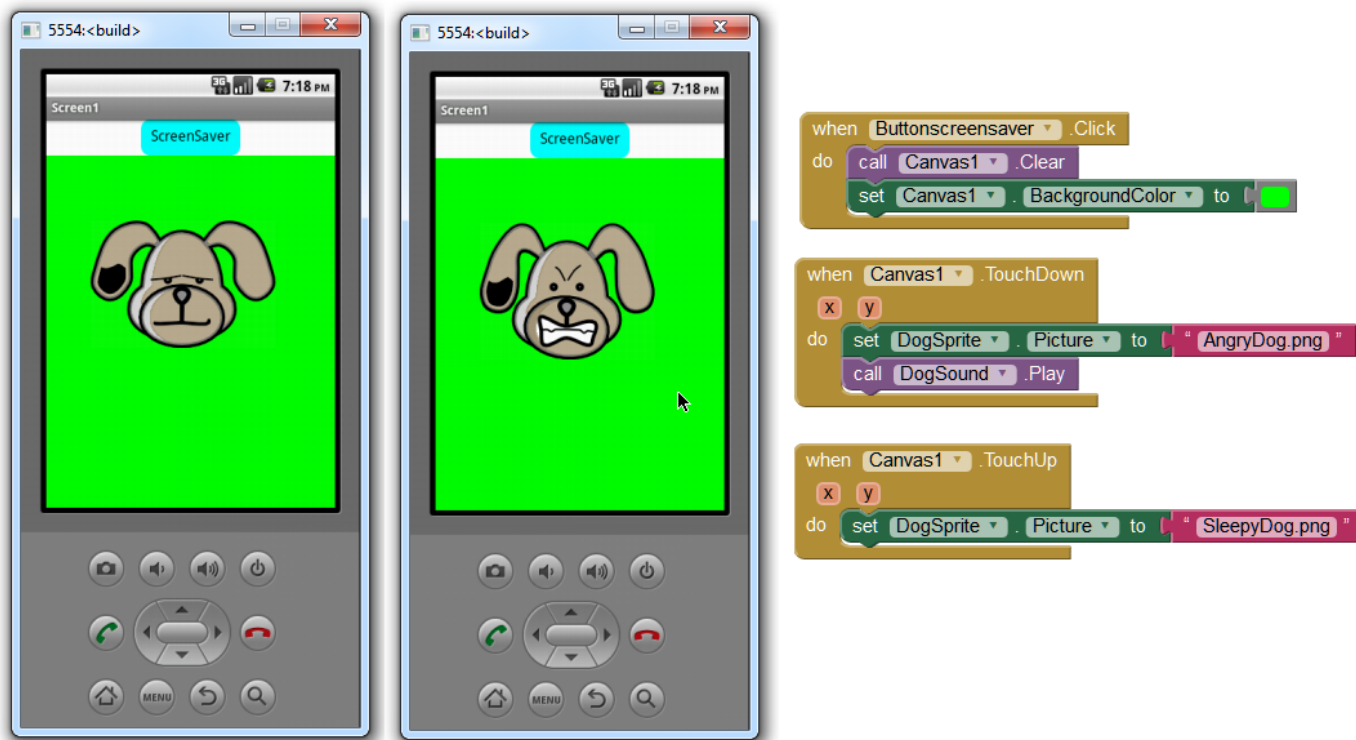 5554:<build>
3G 7:18 PM
Screen1
ScreenSaver
MENU
5554:<build>
3G 7:18 PM
Screen1
ScreenSaver
MENU
when Buttonscreensaver .Click
do call Canvas1 .Clear
set Canvas1 . BackgroundColor to
when Canvas1 .TouchDown
x y
do set DogSprite . Picture to “ AngryDog.png ”
call DogSound .Play
when Canvas1 .TouchUp
x y
do set DogSprite . Picture to “ SleepyDog.png ”